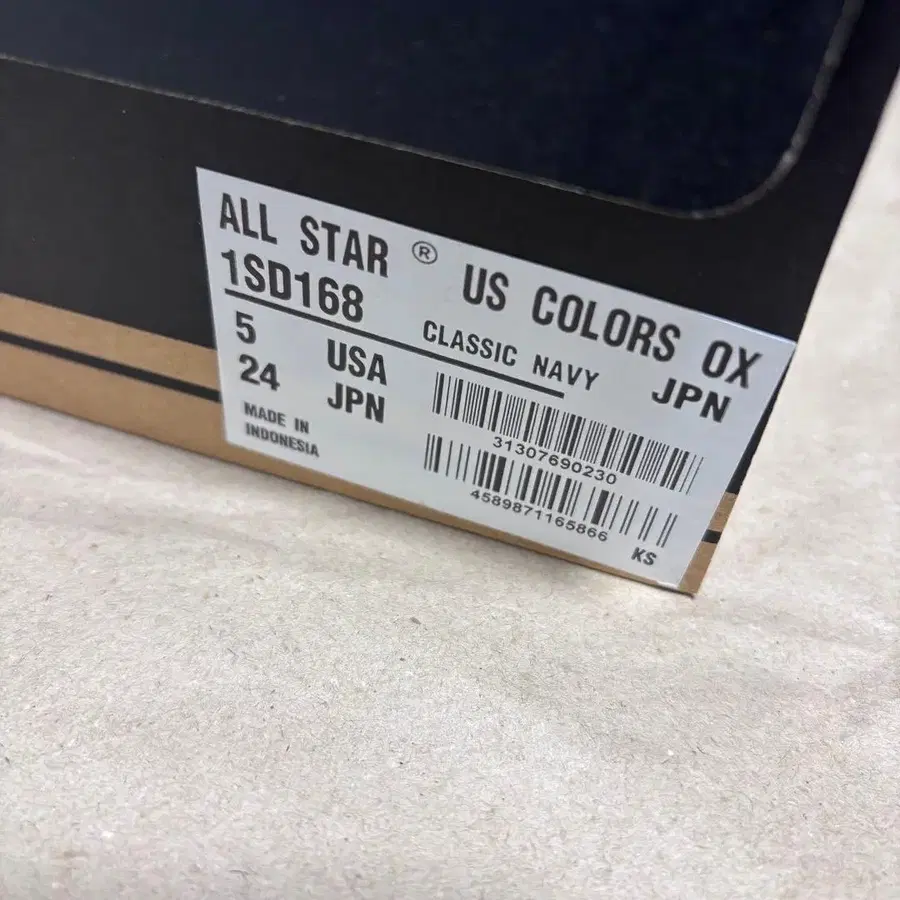 ALL STAR ® US COLORS OX
1SD168 CLASSIC NAVY JPN
5 USA
24 JPN
MADE IN
INDONESIA
31307690230
4589871165866
KS